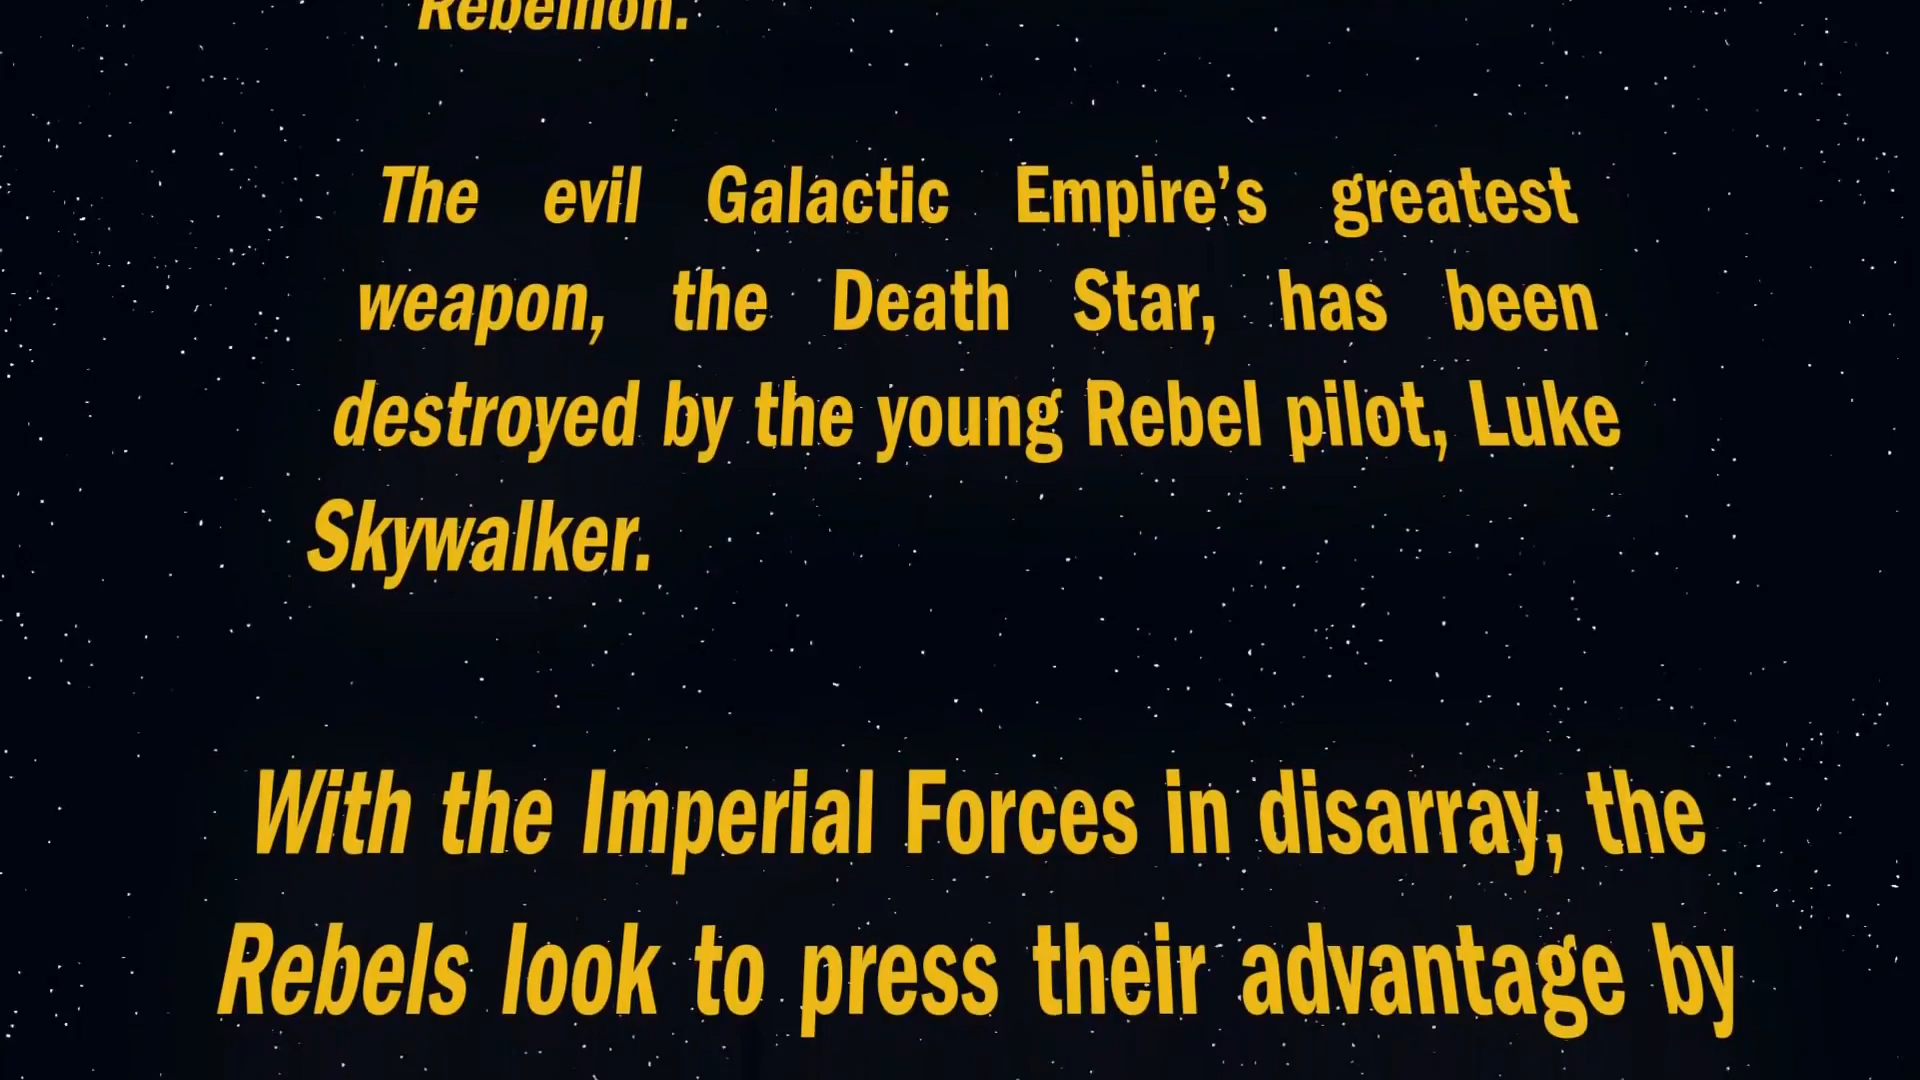 Rebellion.
The evil Galactic Empire’s greatest
weapon, the Death Star, has been
destroyed by the young Rebel pilot, Luke
Skywalker.
With the Imperial Forces in disarray, the
Rebels look to press their advantage by